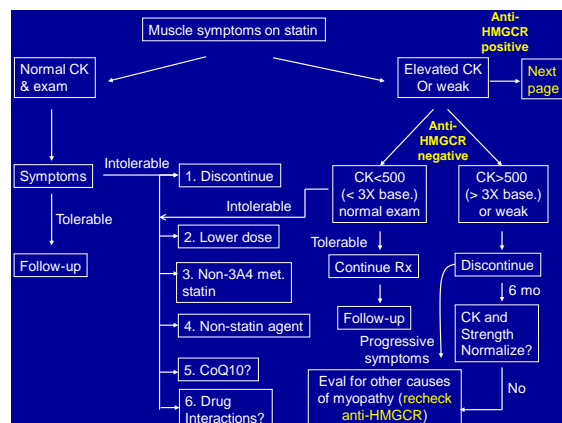 Muscle symptoms on statin
Anti-
HMGCR
positive
Normal CK
& exam
Elevated CK
Or weak
Next
page
Anti-
HMGCR
negative
Symptoms
Intolerable
1. Discontinue
CK<500
(< 3X base.)
normal exam
CK>500
(> 3X base.)
or weak
Intolerable
Tolerable
2. Lower dose
Tolerable
Follow-up
Continue Rx
Discontinue
3. Non-3A4 met.
statin
6 mo
4. Non-statin agent
Follow-up
CK and
Strength
Normalize?
Progressive
symptoms
5. CoQ10?
Eval for other causes
of myopathy (recheck
anti-HMGCR)
No
6. Drug
Interactions?